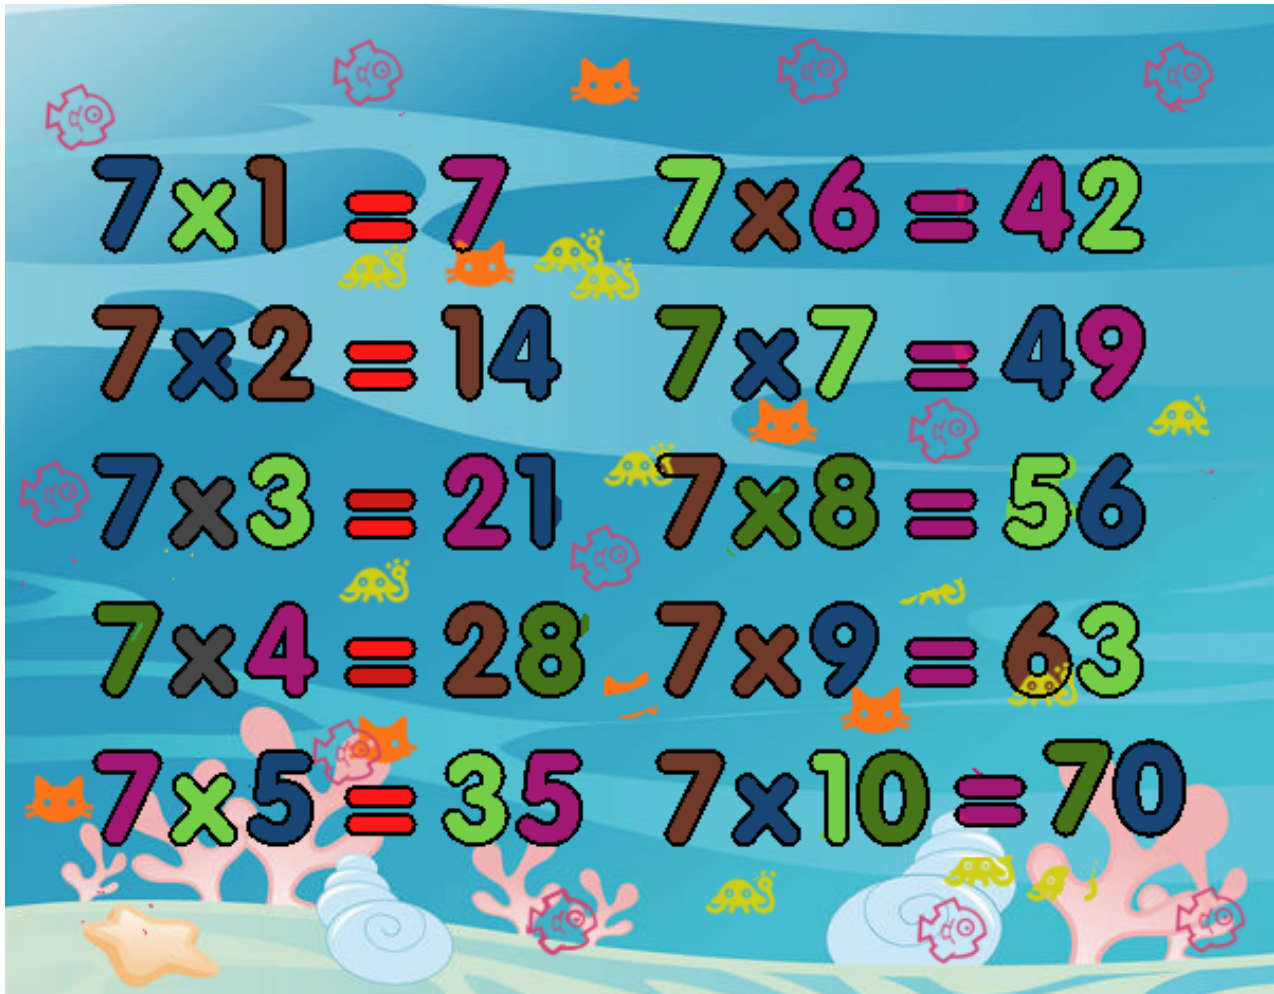 7x1 = 7
7x2 = 14
7x3 = 21
7x4 = 28
7x5 = 35
7x6 = 42
7x7 = 49
7x8 = 56
7x9 = 63
7x10 = 70